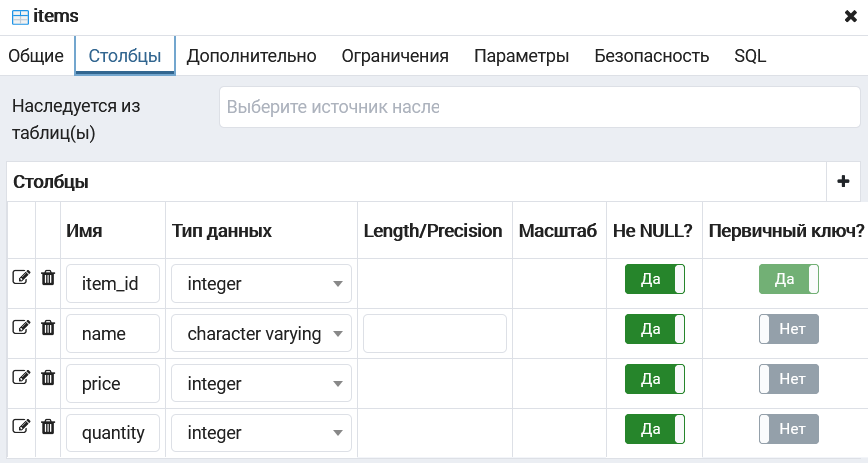 items
Общие Столбцы Дополнительно Ограничения Параметры Безопасность SQL
Наследуется из
таблиц(ы)
Выберите источник насле
Столбцы
Имя Тип данных Length/Precision Масштаб Не NULL? Первичный ключ?
item_id integer Да Да
name character varying Да Нет
price integer Да Нет
quantity integer Да Нет